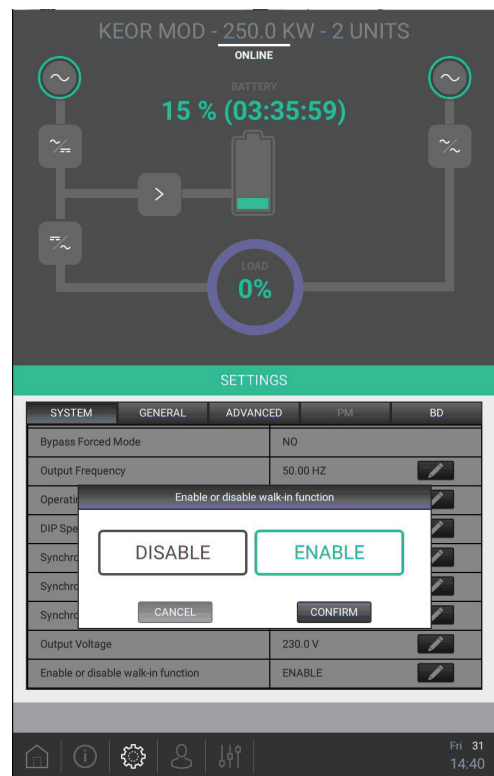 KEOR MOD - 250.0 KW - 2 UNITS
ONLINE
BATTERY
15 % (03:35:59)
LOAD
0%
SETTINGS
SYSTEM GENERAL ADVANCED PM BD
Bypass Forced Mode NO
Output Frequency 50.00 HZ
Enable or disable walk-in function
DISABLE ENABLE
CANCEL CONFIRM
Output Voltage 230.0 V
Enable or disable walk-in function ENABLE
Fri 31
14:40